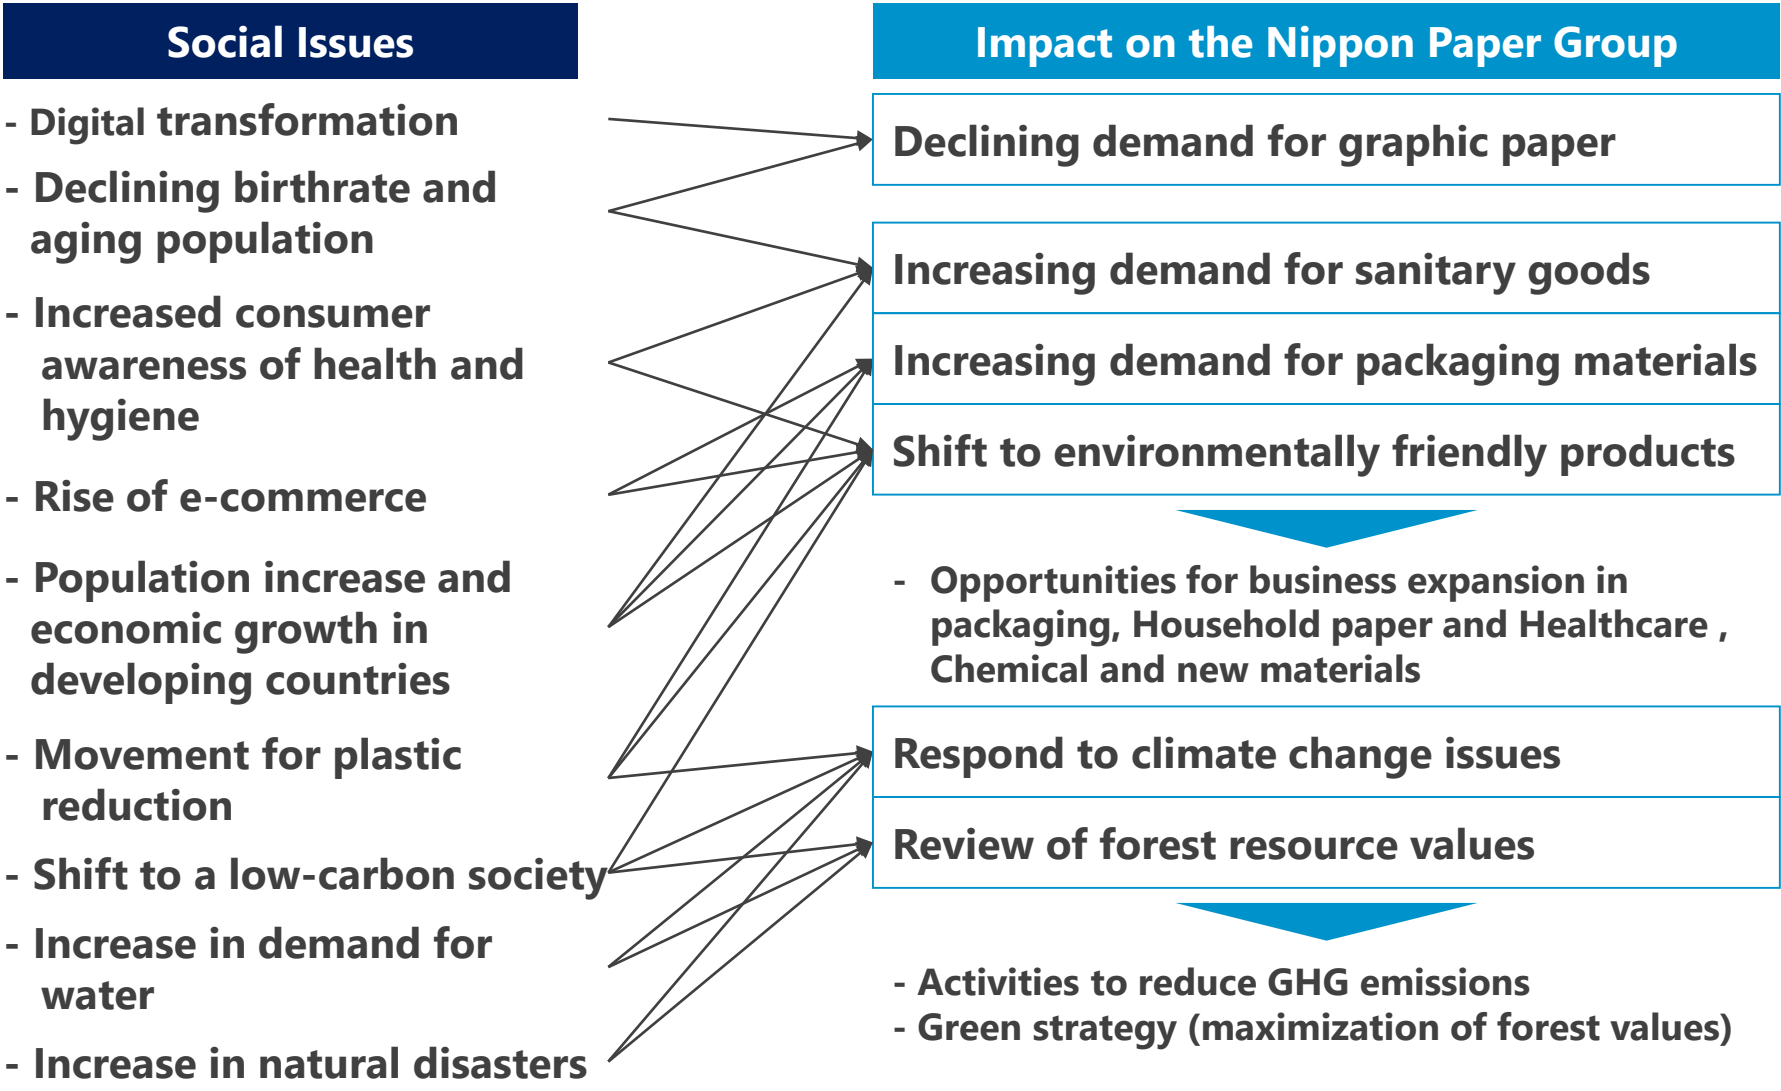 Social Issues
- Digital transformation
- Declining birthrate and
aging population
- Increased consumer
awareness of health and
hygiene
- Rise of e-commerce
- Population increase and
economic growth in
developing countries
- Movement for plastic
reduction
- Shift to a low-carbon society
- Increase in demand for
water
- Increase in natural disasters
Impact on the Nippon Paper Group
Declining demand for graphic paper
Increasing demand for sanitary goods
Increasing demand for packaging materials
Shift to environmentally friendly products
- Opportunities for business expansion in
packaging, Household paper and Healthcare ,
Chemical and new materials
Respond to climate change issues
Review of forest resource values
- Activities to reduce GHG emissions
- Green strategy (maximization of forest values)